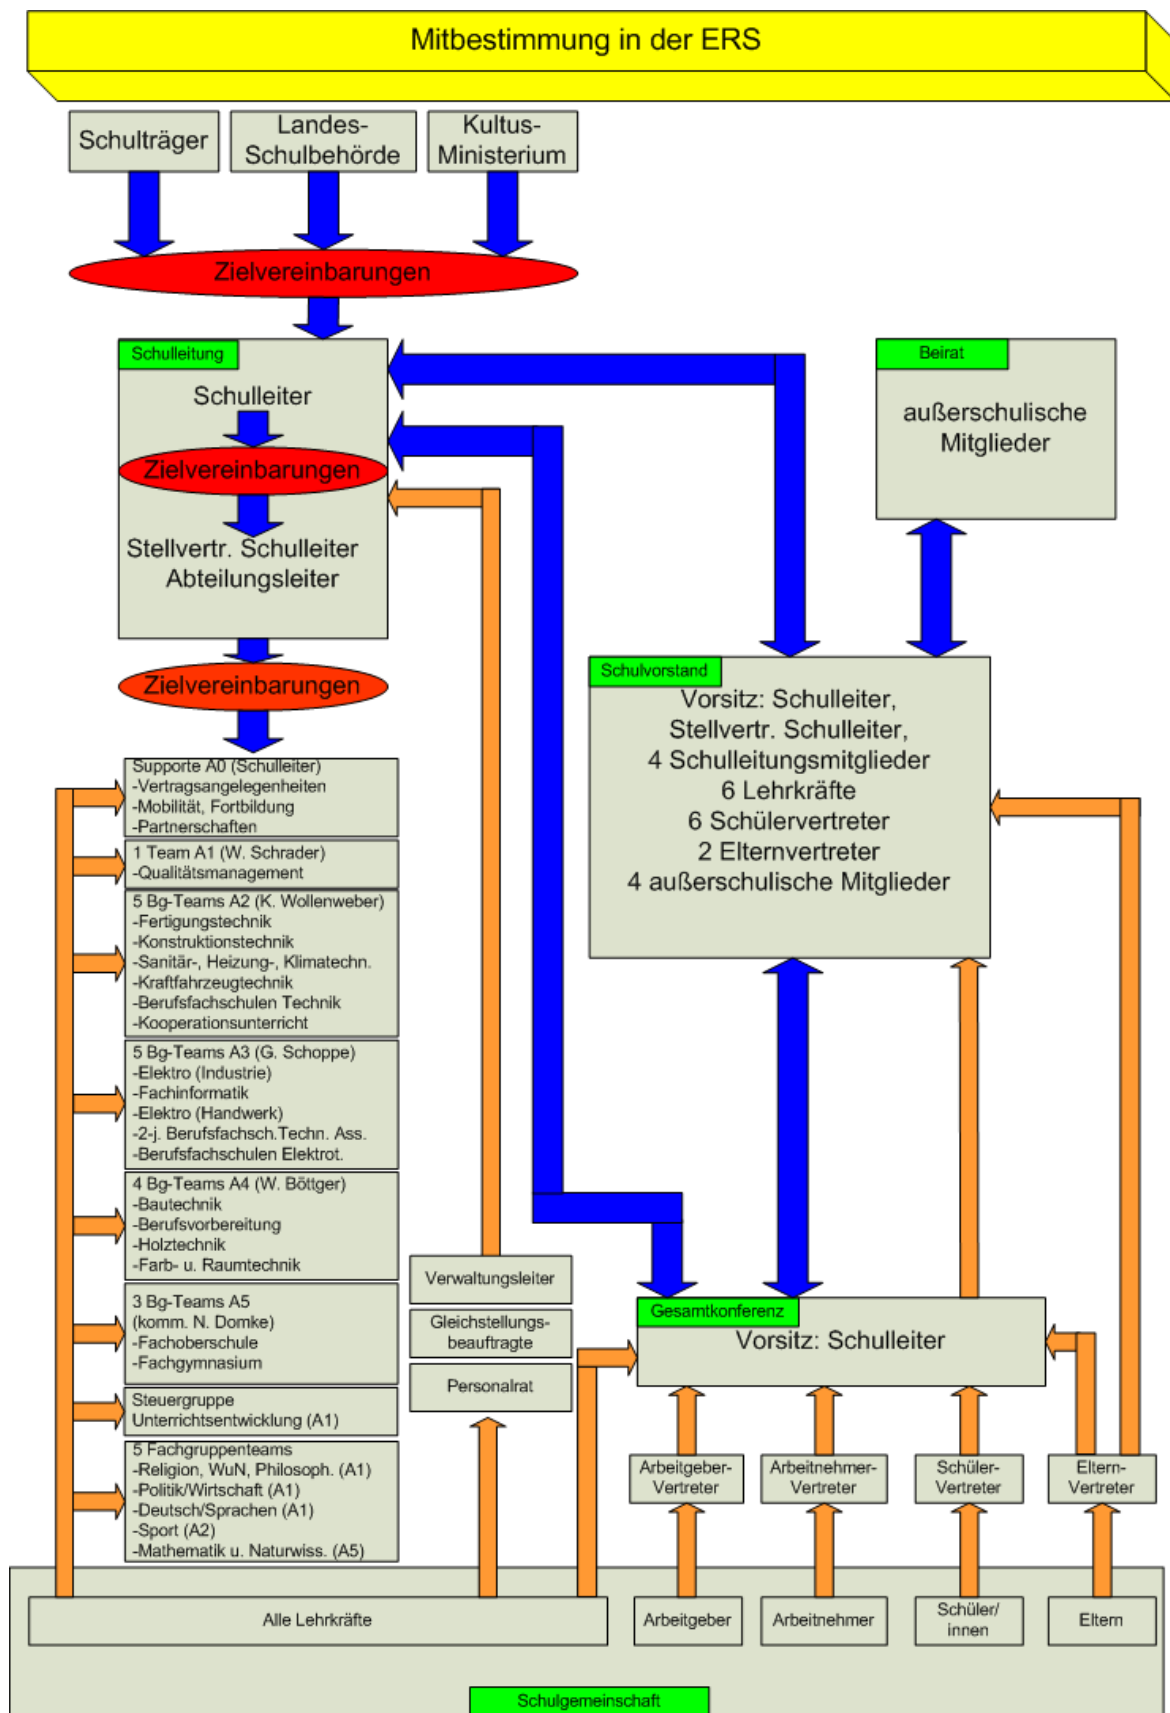 Mitbestimmung in der ERS
Schulträger
Landes-
Schulbehörde
Kultus-
Ministerium
Zielvereinbarungen
Schulleitung
Schulleiter
Zielvereinbarungen
Stellvertr. Schulleiter
Abteilungsleiter
Beirat
außerschulische
Mitglieder
Zielvereinbarungen
Schulvorstand
Vorsitz: Schulleiter,
Stellvertr. Schulleiter,
4 Schulleitungsmitglieder
6 Lehrkräfte
6 Schülervertreter
2 Elternvertreter
4 außerschulische Mitglieder
Supporte A0 (Schulleiter)
-Vertragsangelegenheiten
-Mobilität, Fortbildung
-Partnerschaften
1 Team A1 (W. Schrader)
-Qualitätsmanagement
5 Bg-Teams A2 (K. Wollenweber)
-Fertigungstechnik
-Konstruktionstechnik
-Sanitär-, Heizung-, Klimatechn.
-Kraftfahrzeugtechnik
-Berufsfachschulen Technik
-Kooperationsunterricht
5 Bg-Teams A3 (G. Schoppe)
-Elektro (Industrie)
-Fachinformatik
-Elektro (Handwerk)
-2-j. Berufsfachsch.Techn. Ass.
-Berufsfachschulen Elektrot.
4 Bg-Teams A4 (W. Böttger)
-Bautechnik
-Berufsvorbereitung
-Holztechnik
-Farb- u. Raumtechnik
3 Bg-Teams A5
(komm. N. Domke)
-Fachoberschule
-Fachgymnasium
Steuergruppe
Unterrichtsentwicklung (A1)
5 Fachgruppenteams
-Religion, WuN, Philosoph. (A1)
-Politik/Wirtschaft (A1)
-Deutsch/Sprachen (A1)
-Sport (A2)
-Mathematik u. Naturwiss. (A5)
Verwaltungsleiter
Gleichstellungs-
beauftragte
Personalrat
Gesamtkonferenz
Vorsitz: Schulleiter
Arbeitgeber-
Vertreter
Arbeitnehmer-
Vertreter
Schüler-
Vertreter
Eltern-
Vertreter
Alle Lehrkräfte
Arbeitgeber
Arbeitnehmer
Schüler/
innen
Eltern
Schulgemeinschaft